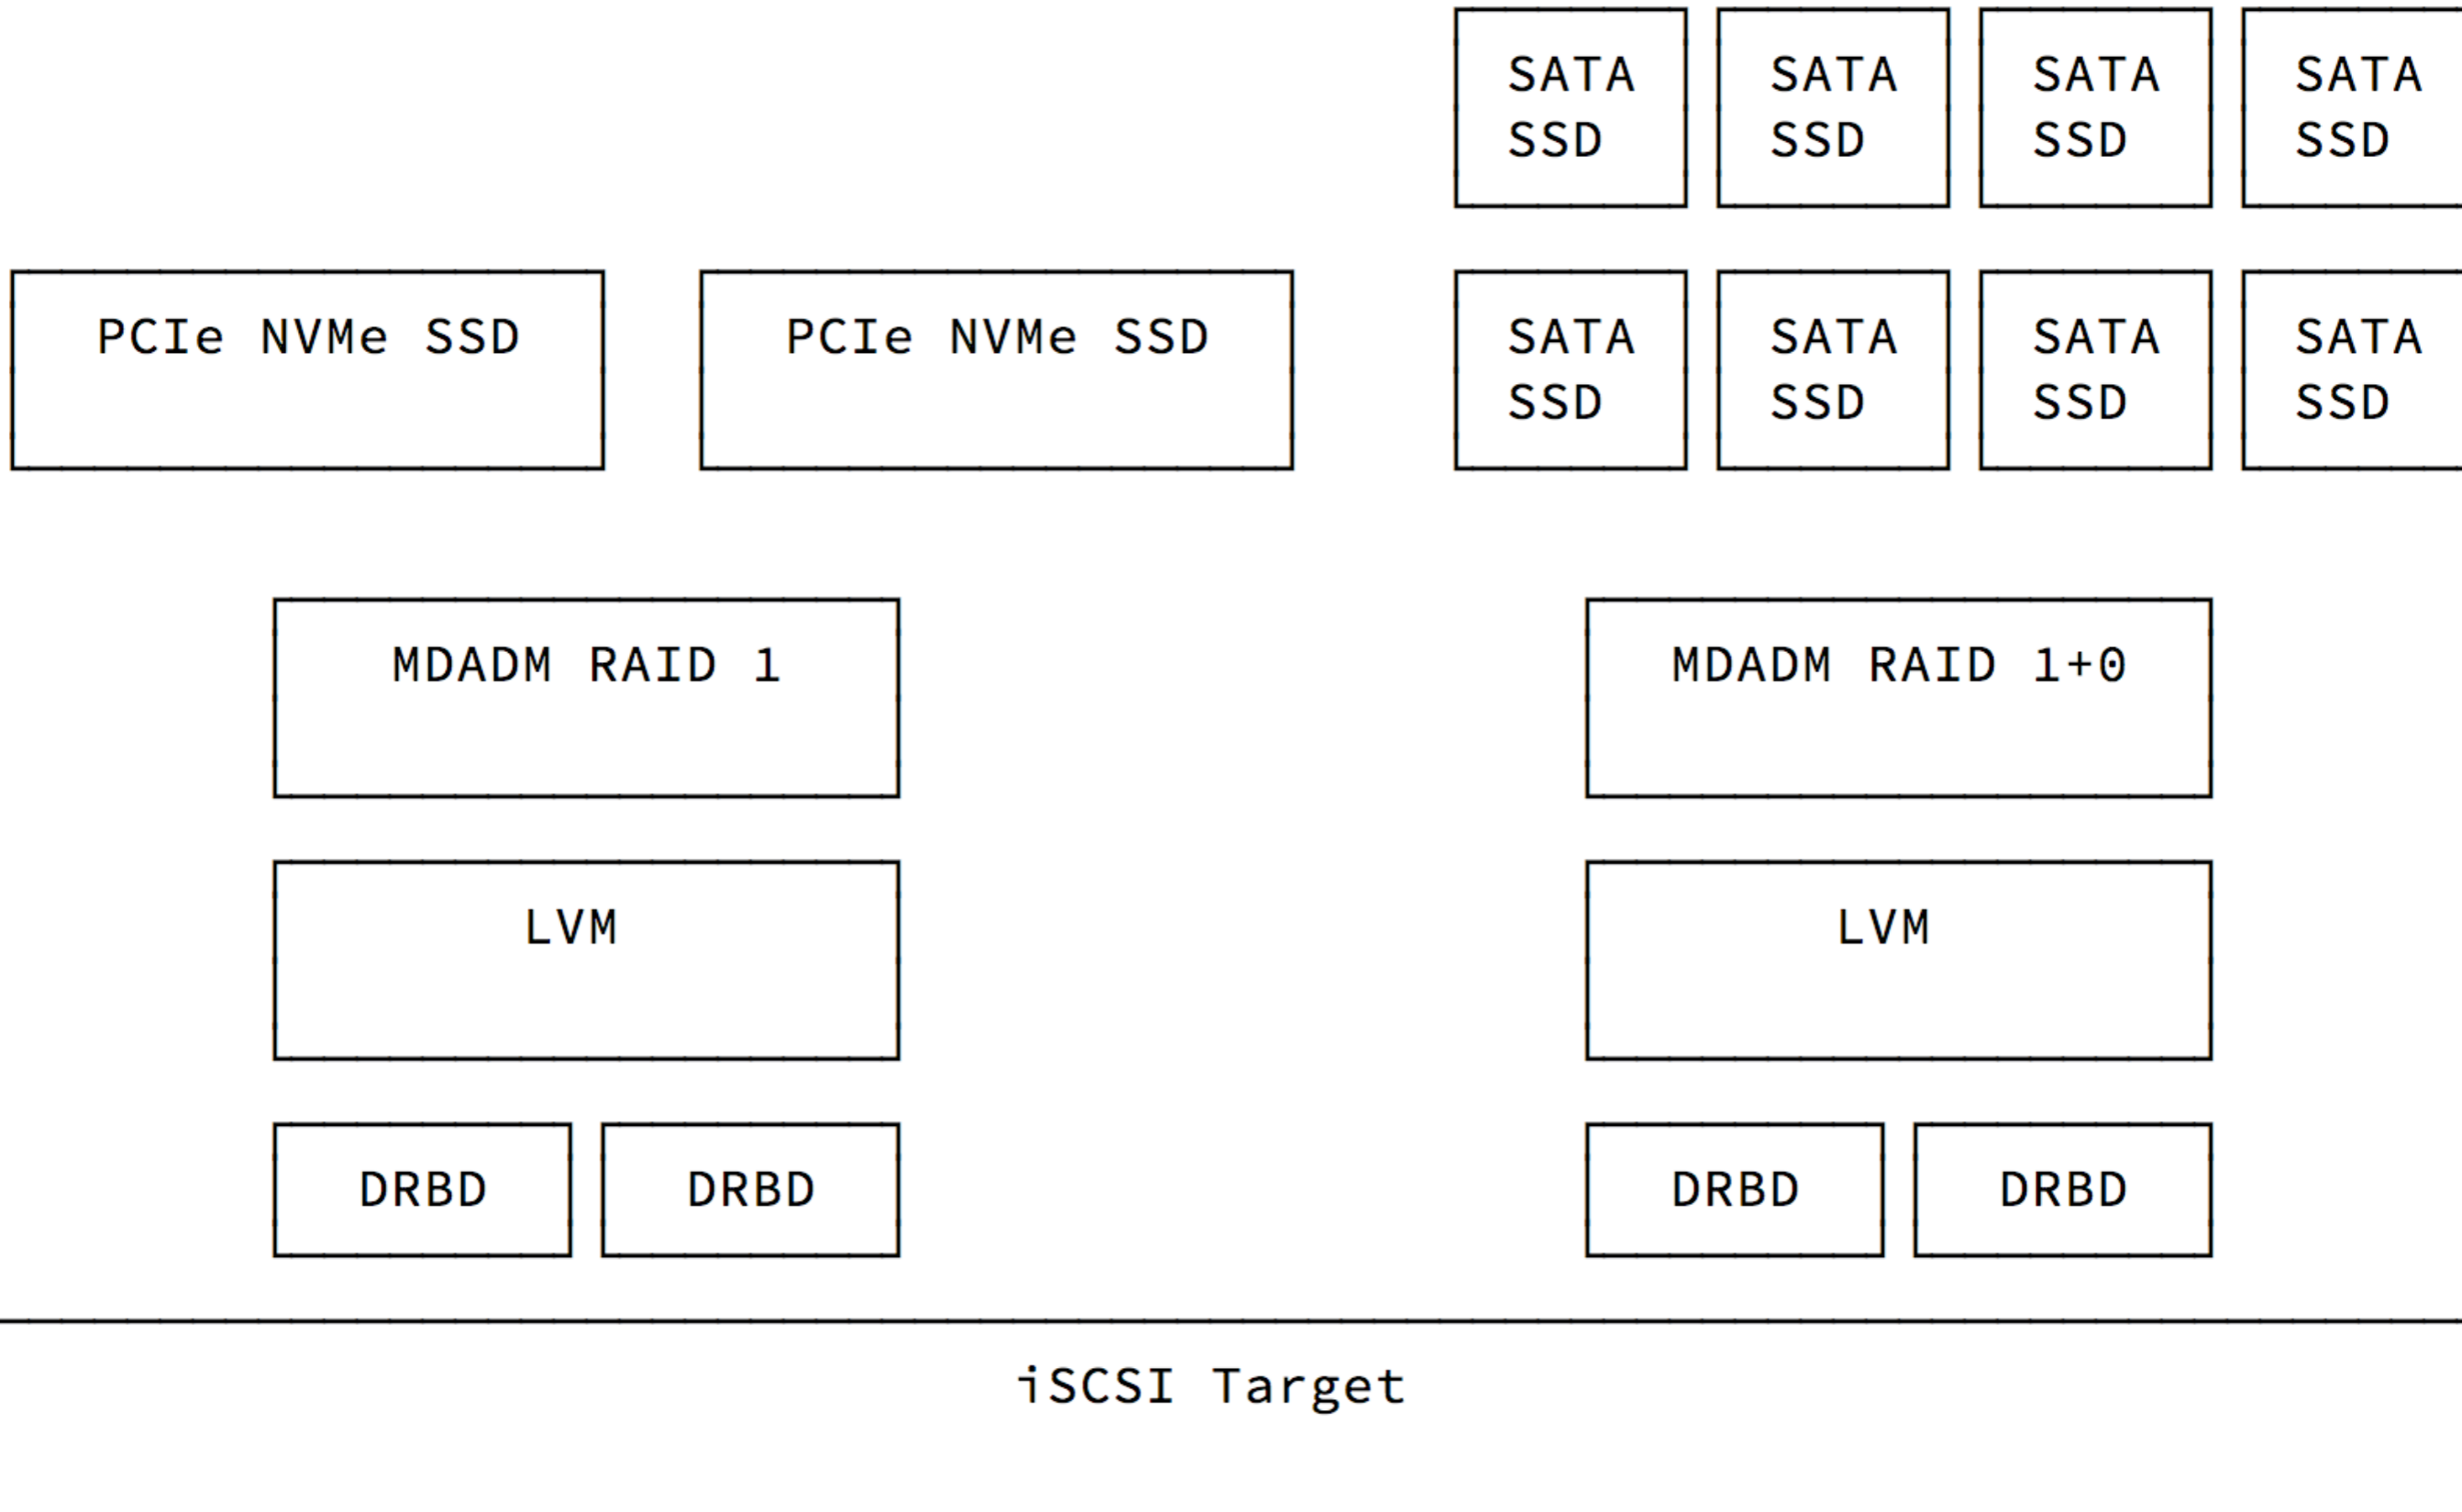 SATA SATA SATA SATA
SSD SSD SSD SSD
PCIe NVMe SSD PCIe NVMe SSD SATA SATA SATA SATA
SSD SSD SSD SSD
MDADM RAID 1 MDADM RAID 1+0
LVM LVM
DRBD DRBD DRBD DRBD
iSCSI Target